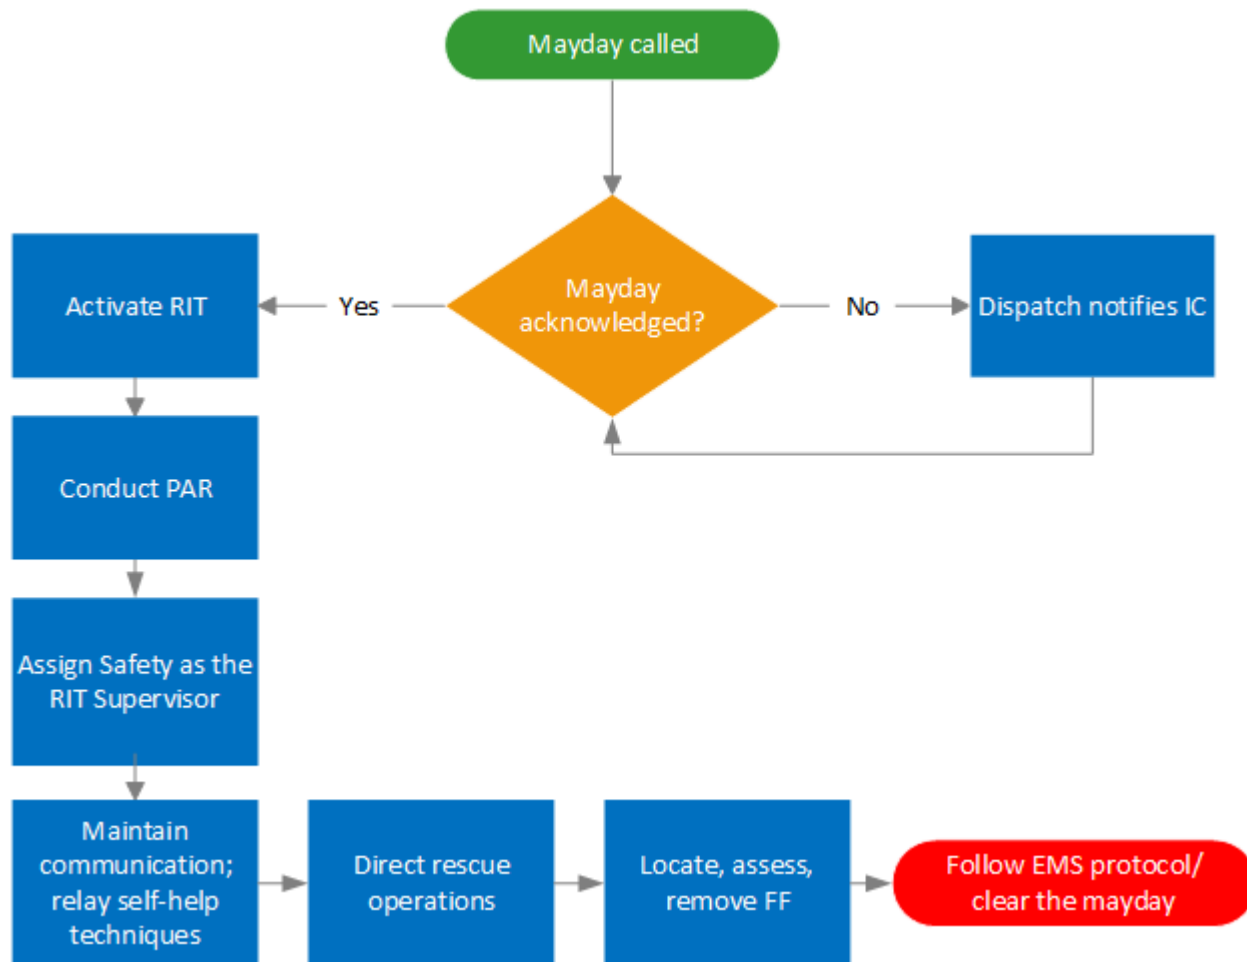 Mayday called
Mayday
acknowledged?
Yes
No
Activate RIT
Dispatch notifies IC
Conduct PAR
Assign Safety as the
RIT Supervisor
Maintain
communication;
relay self-help
techniques
Direct rescue
operations
Locate, assess,
remove FF
Follow EMS protocol/
clear the mayday